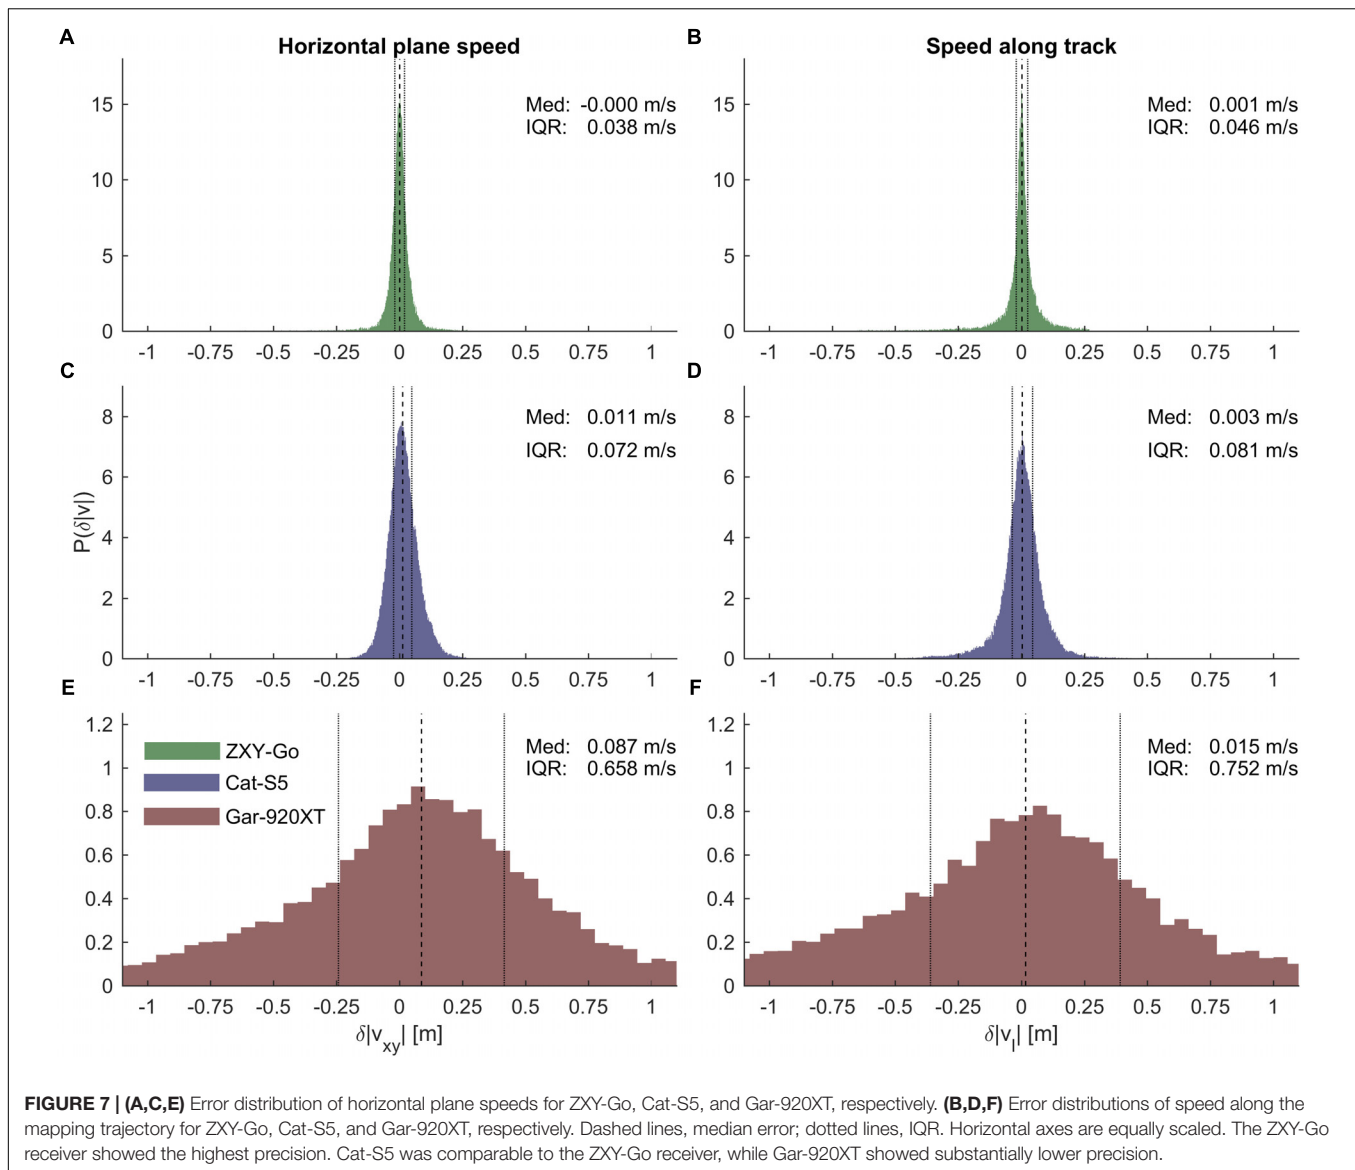 A
Horizontal plane speed
Med: -0.000 m/s
IQR: 0.038 m/s
15
10
5
0
-1 -0.75 -0.5 -0.25 0 0.25 0.5 0.75 1
B
Speed along track
Med: 0.001 m/s
IQR: 0.046 m/s
15
10
5
0
-1 -0.75 -0.5 -0.25 0 0.25 0.5 0.75 1
C
Med: 0.011 m/s
IQR: 0.072 m/s
P(δ|v|)
8
6
4
2
0
-1 -0.75 -0.5 -0.25 0 0.25 0.5 0.75 1
D
Med: 0.003 m/s
IQR: 0.081 m/s
8
6
4
2
0
-1 -0.75 -0.5 -0.25 0 0.25 0.5 0.75 1
E
ZXY-Go
Cat-S5
Gar-920XT
Med: 0.087 m/s
IQR: 0.658 m/s
1.2
1
0.8
0.6
0.4
0.2
0
-1 -0.75 -0.5 -0.25 0 0.25 0.5 0.75 1
δ|v_xy| [m]
F
Med: 0.015 m/s
IQR: 0.752 m/s
1.2
1
0.8
0.6
0.4
0.2
0
-1 -0.75 -0.5 -0.25 0 0.25 0.5 0.75 1
δ|v_l| [m]
FIGURE 7 | (A,C,E) Error distribution of horizontal plane speeds for ZXY-Go, Cat-S5, and Gar-920XT, respectively. (B,D,F) Error distributions of speed along the
mapping trajectory for ZXY-Go, Cat-S5, and Gar-920XT, respectively. Dashed lines, median error; dotted lines, IQR. Horizontal axes are equally scaled. The ZXY-Go
receiver showed the highest precision. Cat-S5 was comparable to the ZXY-Go receiver, while Gar-920XT showed substantially lower precision.